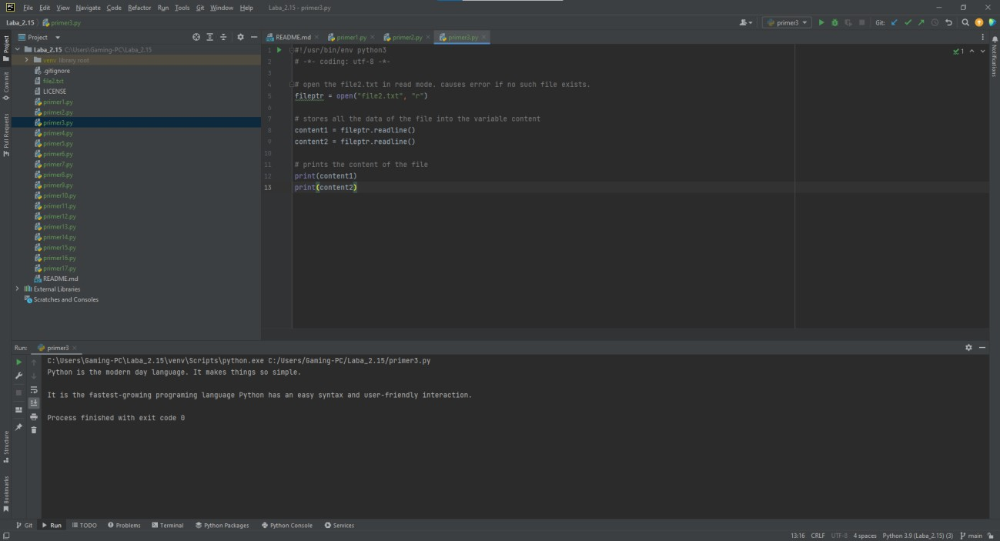 File Edit View Navigate Code Refactor Run Tools Git Window Help Laba_2.15 - primer3.py
Laba_2.15 primer3.py
primer3
Git:
Project
README.md primer1.py primer2.py primer3.py
Laba_2.15 C:\Users\Gaming-PC\Laba_2.15
venv library root
.gitignore
file2.txt
LICENSE
primer1.py
primer2.py
primer3.py
primer4.py
primer5.py
primer6.py
primer7.py
primer8.py
primer9.py
primer10.py
primer11.py
primer12.py
primer13.py
primer14.py
primer15.py
primer16.py
primer17.py
README.md
External Libraries
Scratches and Consoles
Project
Commit
Pull Requests
1 #!/usr/bin/env python3
2 # -*- coding: utf-8 -*-
3
4 # open the file2.txt in read mode. causes error if no such file exists.
5 fileptr = open("file2.txt", "r")
6
7 # stores all the data of the file into the variable content
8 content1 = fileptr.readline()
9 content2 = fileptr.readline()
10
11 # prints the content of the file
12 print(content1)
13 print(content2)
1
Notifications
Run: primer3
C:\Users\Gaming-PC\Laba_2.15\venv\Scripts\python.exe C:/Users/Gaming-PC/Laba_2.15/primer3.py
Python is the modern day language. It makes things so simple.
It is the fastest-growing programing language Python has an easy syntax and user-friendly interaction.
Process finished with exit code 0
Structure
Bookmarks
Git Run TODO Problems Terminal Python Packages Python Console Services
13:16 CRLF UTF-8 4 spaces Python 3.9 (Laba_2.15) (3) main